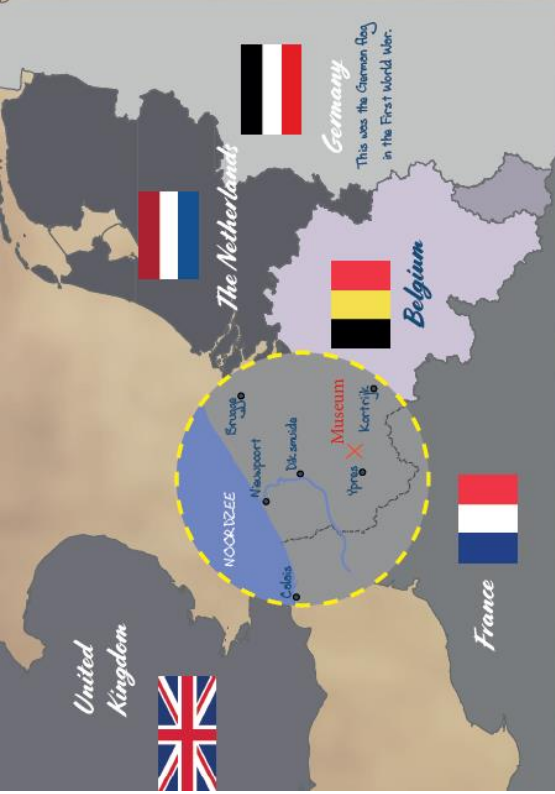 United
Kingdom
The Netherlands
Germany
This was the German flag
in the First World War.
NOORDZEE
Brugge
Nieuwpoort
Diksmuide
Calais
Ypres
Museum
Kortrijk
Belgium
France